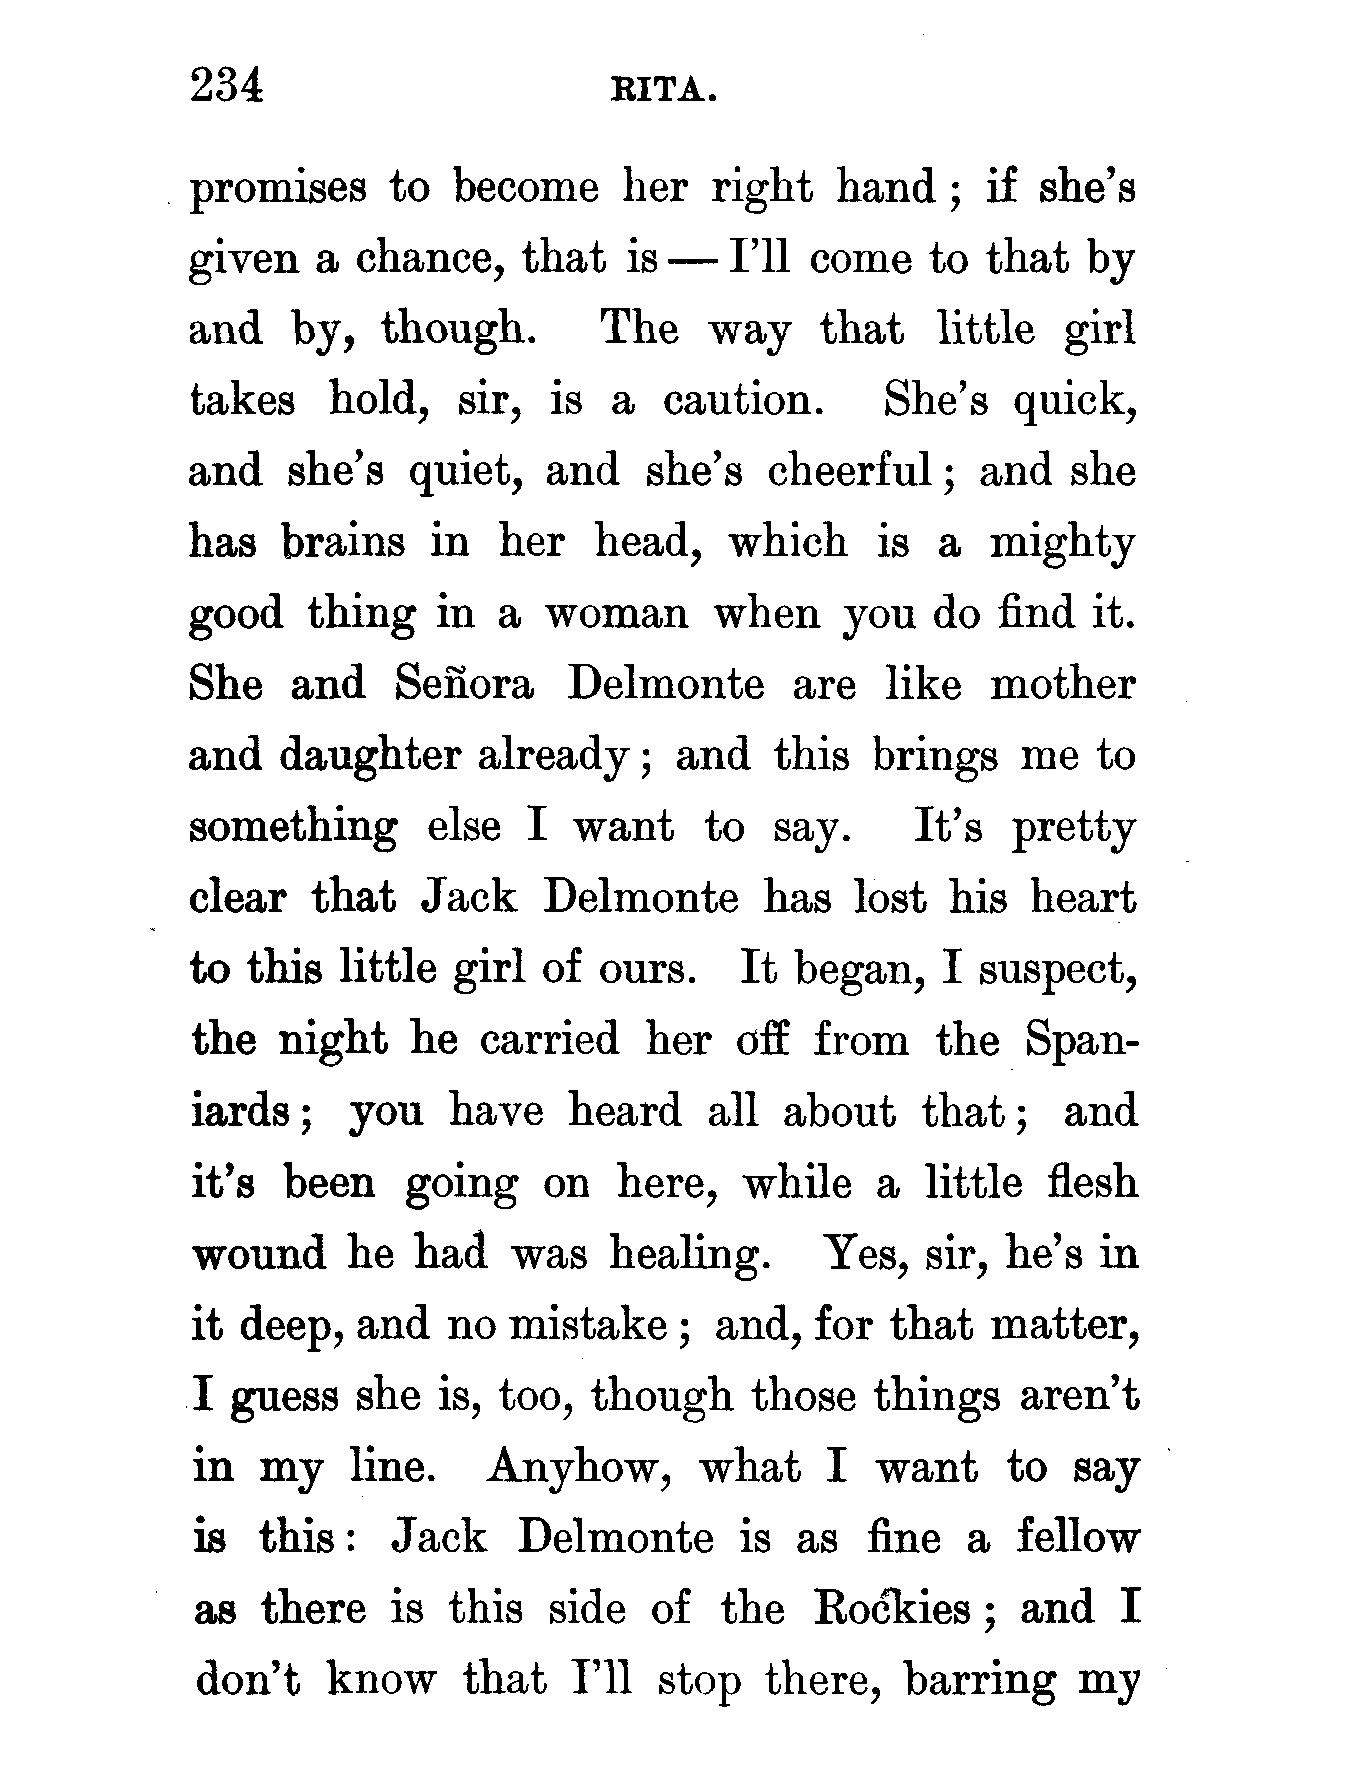 234 RITA.
promises to become her right hand ; if she's
given a chance, that is — I'll come to that by
and by, though. The way that little girl
takes hold, sir, is a caution. She's quick,
and she's quiet, and she's cheerful ; and she
has brains in her head, which is a mighty
good thing in a woman when you do find it.
She and Señora Delmonte are like mother
and daughter already ; and this brings me to
something else I want to say. It's pretty
clear that Jack Delmonte has lost his heart
to this little girl of ours. It began, I suspect,
the night he carried her off from the Span-
iards ; you have heard all about that ; and
it's been going on here, while a little flesh
wound he had was healing. Yes, sir, he's in
it deep, and no mistake ; and, for that matter,
I guess she is, too, though those things aren't
in my line. Anyhow, what I want to say
is this : Jack Delmonte is as fine a fellow
as there is this side of the Rockies ; and I
don't know that I'll stop there, barring my